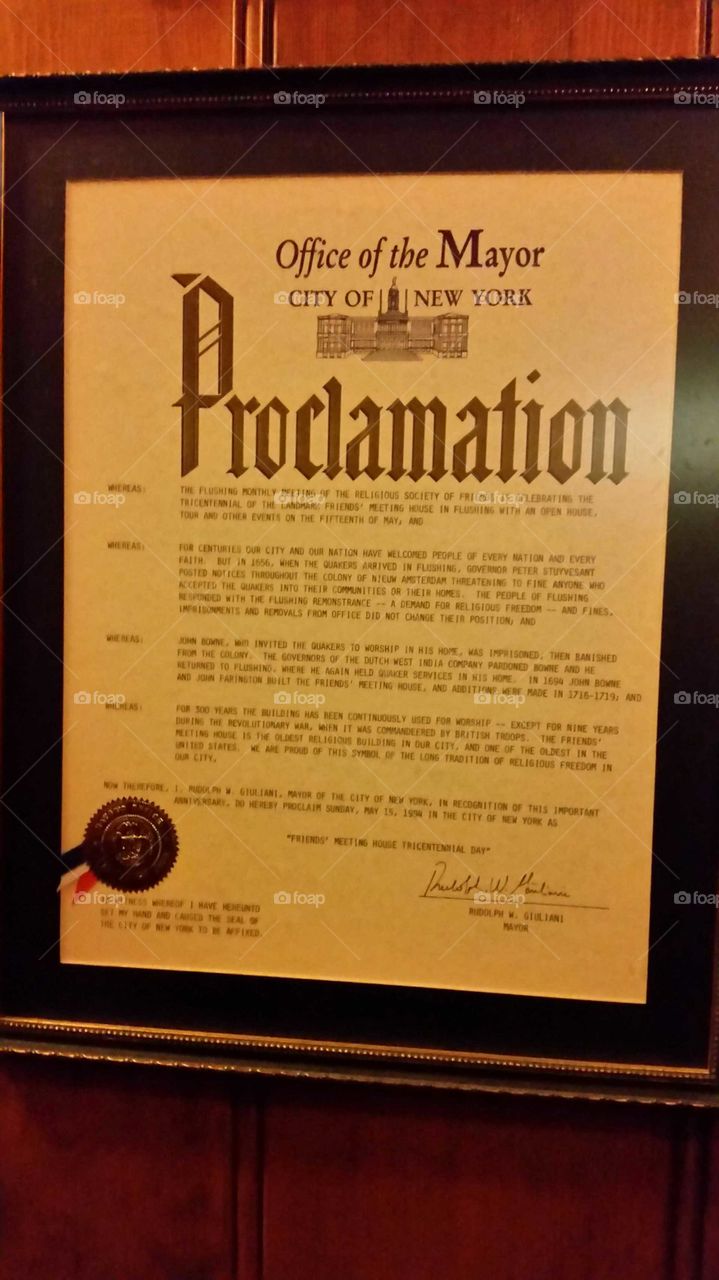 Office of the Mayor
CITY OF NEW YORK
Proclamation
WHEREAS: THE FLUSHING MONTHLY MEETING OF THE RELIGIOUS SOCIETY OF FRIENDS IS CELEBRATING THE
TRICENTENNIAL OF THE LANDMARK FRIENDS' MEETING HOUSE IN FLUSHING WITH AN OPEN HOUSE,
TOUR AND OTHER EVENTS ON THE FIFTEENTH OF MAY; AND
WHEREAS: FOR CENTURIES OUR CITY AND OUR NATION HAVE WELCOMED PEOPLE OF EVERY NATION AND EVERY
FAITH. BUT IN 1656, WHEN THE QUAKERS ARRIVED IN FLUSHING, GOVERNOR PETER STUYVESANT
POSTED NOTICES THROUGHOUT THE COLONY OF NIEUW AMSTERDAM THREATENING TO FINE ANYONE WHO
ACCEPTED THE QUAKERS INTO THEIR COMMUNITIES OR THEIR HOMES. THE PEOPLE OF FLUSHING
RESPONDED WITH THE FLUSHING REMONSTRANCE -- A DEMAND FOR RELIGIOUS FREEDOM -- AND FINES,
IMPRISONMENTS AND REMOVALS FROM OFFICE DID NOT CHANGE THEIR POSITION; AND
WHEREAS: JOHN BOWNE, WHO INVITED THE QUAKERS TO WORSHIP IN HIS HOME, WAS IMPRISONED, THEN BANISHED
FROM THE COLONY. THE GOVERNORS OF THE DUTCH WEST INDIA COMPANY PARDONED BOWNE AND HE
RETURNED TO FLUSHING, WHERE HE AGAIN HELD QUAKER SERVICES IN HIS HOME. IN 1694 JOHN BOWNE
AND JOHN FARINGTON BUILT THE FRIENDS' MEETING HOUSE, AND ADDITIONS WERE MADE IN 1716-1719; AND
WHEREAS: FOR 300 YEARS THE BUILDING HAS BEEN CONTINUOUSLY USED FOR WORSHIP -- EXCEPT FOR NINE YEARS
DURING THE REVOLUTIONARY WAR, WHEN IT WAS COMMANDEERED BY BRITISH TROOPS. THE FRIENDS'
MEETING HOUSE IS THE OLDEST RELIGIOUS BUILDING IN OUR CITY, AND ONE OF THE OLDEST IN THE
UNITED STATES. WE ARE PROUD OF THIS SYMBOL OF THE LONG TRADITION OF RELIGIOUS FREEDOM IN
OUR CITY,
NOW THEREFORE, I, RUDOLPH W. GIULIANI, MAYOR OF THE CITY OF NEW YORK, IN RECOGNITION OF THIS IMPORTANT
ANNIVERSARY, DO HEREBY PROCLAIM SUNDAY, MAY 15, 1994 IN THE CITY OF NEW YORK AS
"FRIENDS' MEETING HOUSE TRICENTENNIAL DAY"
Rudolph W. Giuliani
RUDOLPH W. GIULIANI
MAYOR
WITNESS WHEREOF I HAVE HEREUNTO
SET MY HAND AND CAUSED THE SEAL OF
THE CITY OF NEW YORK TO BE AFFIXED.
foap